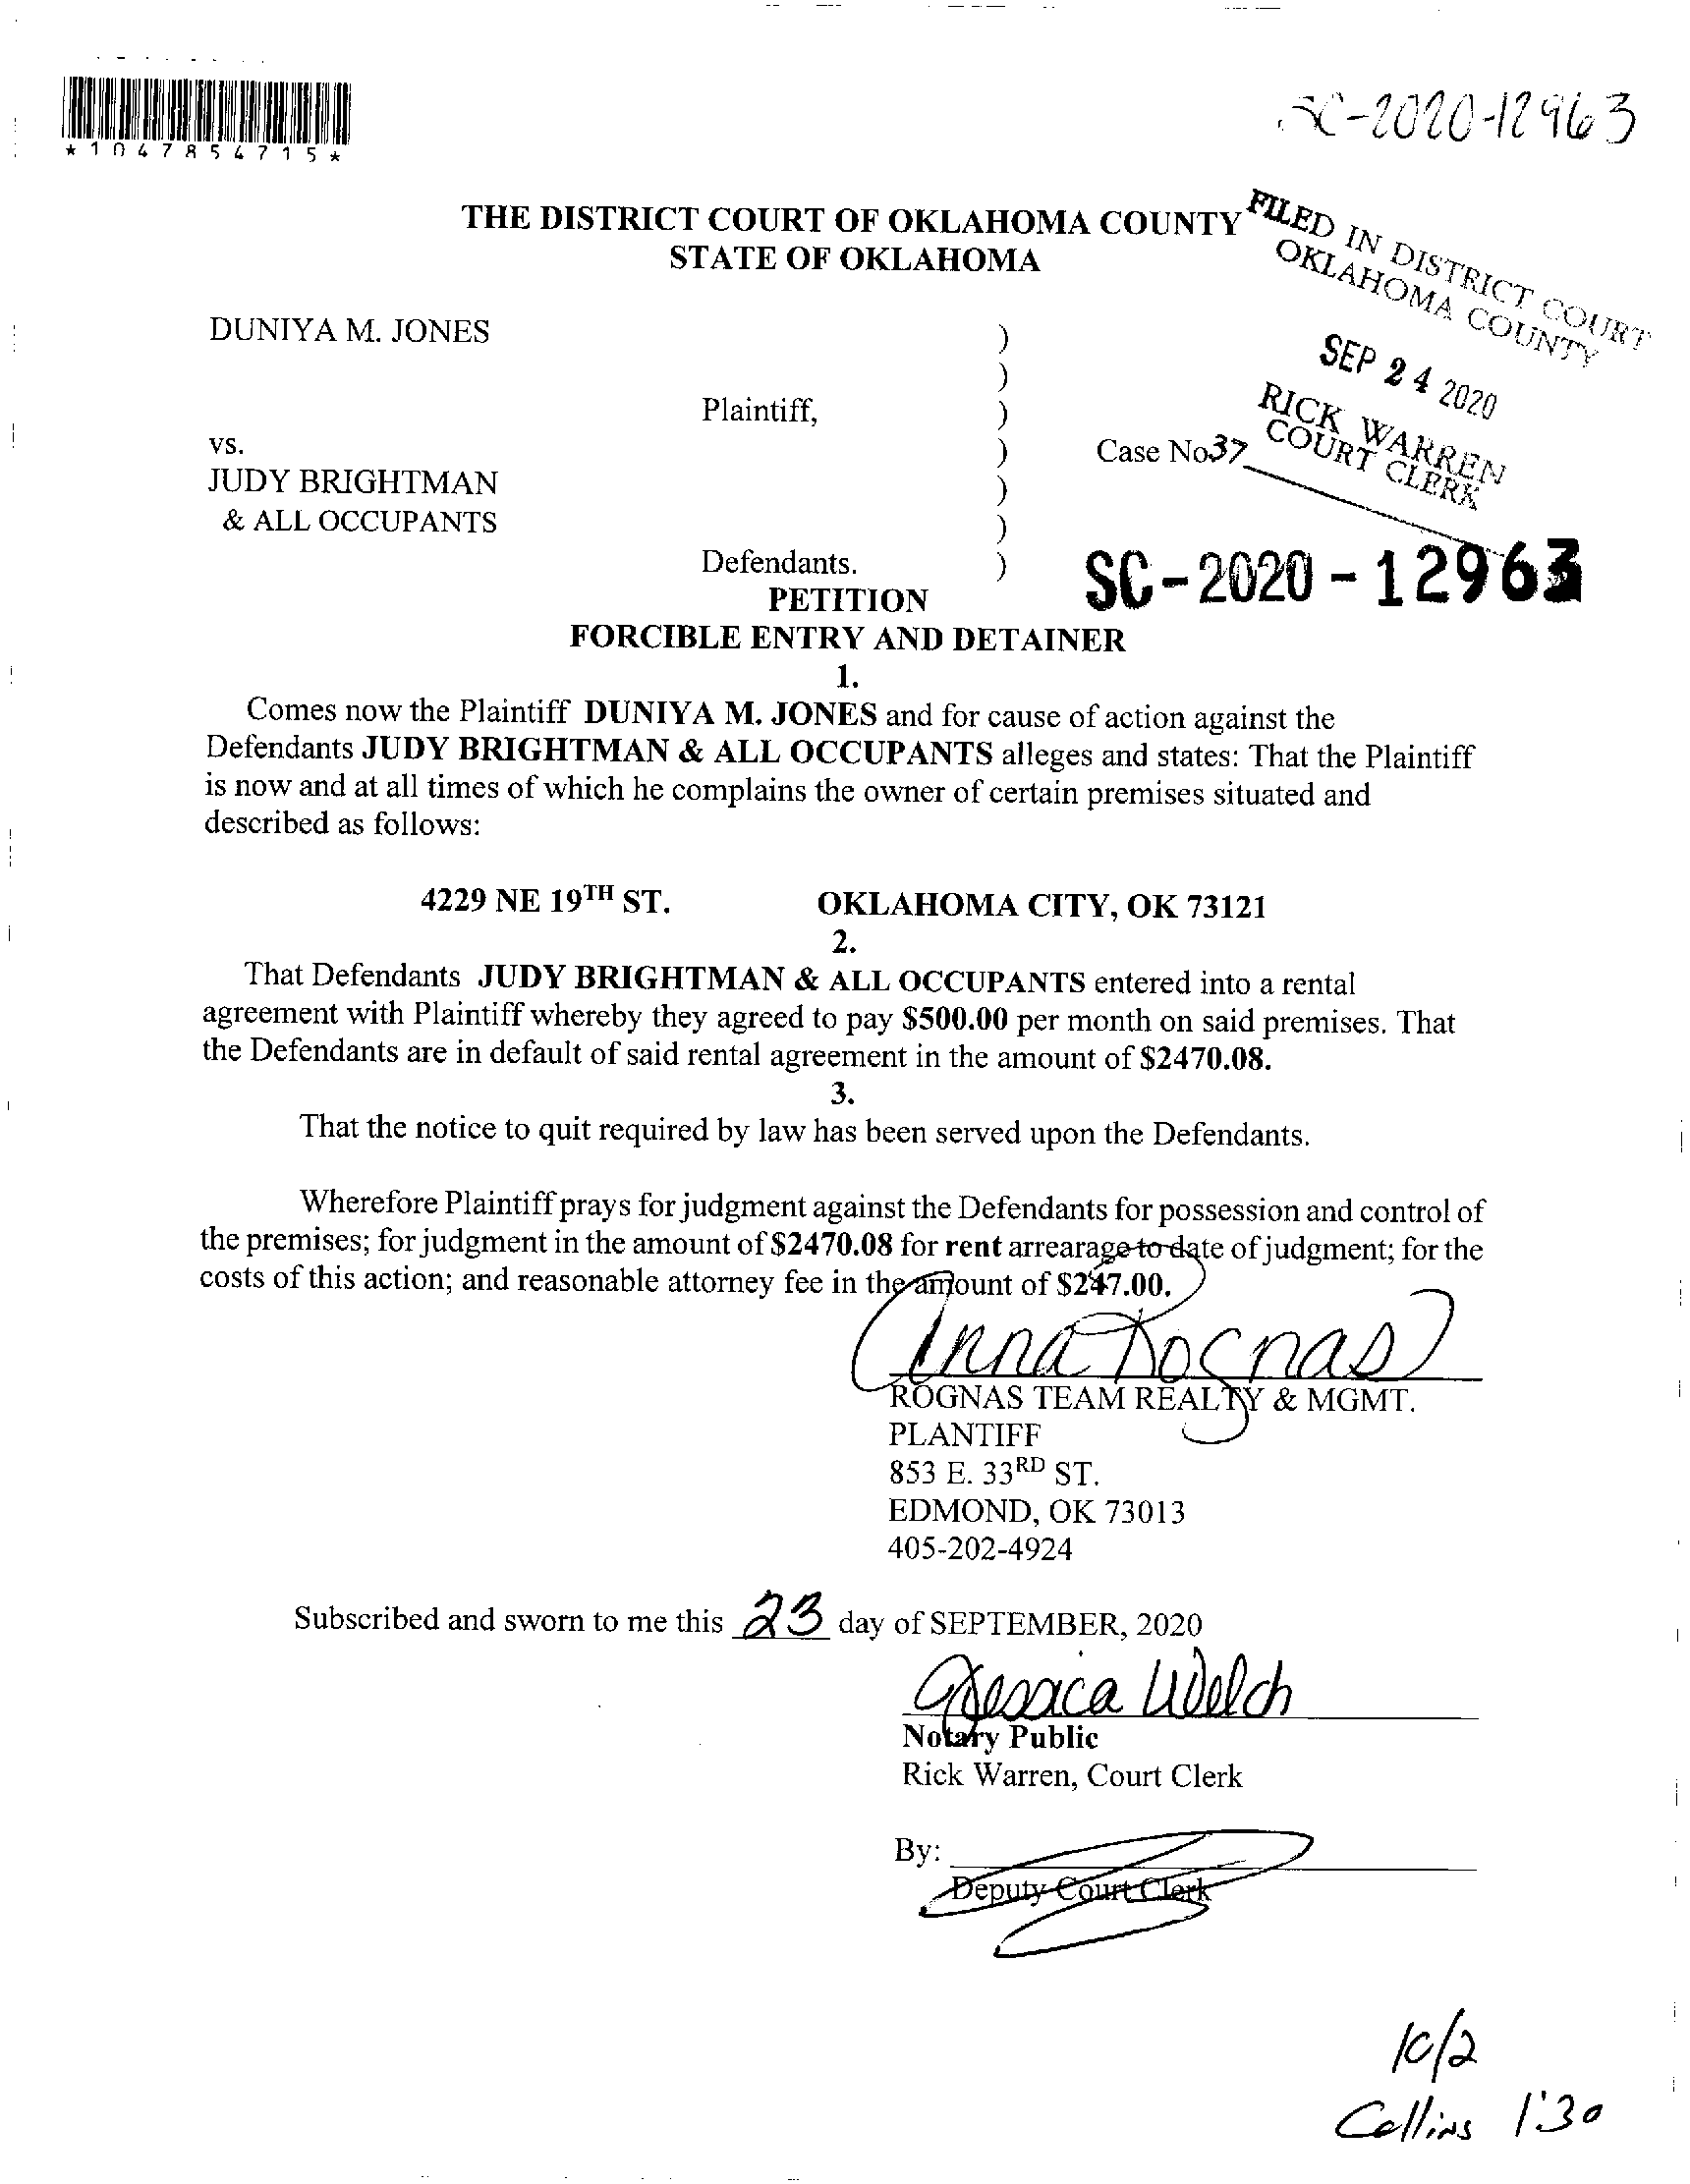 *1047854715*
SC-2020-12963
THE DISTRICT COURT OF OKLAHOMA COUNTY
STATE OF OKLAHOMA
FILED IN DISTRICT COURT
OKLAHOMA COUNTY
SEP 24 2020
RICK WARREN
COURT CLERK
DUNIYA M. JONES )
)
Plaintiff, )
vs. ) Case No37
JUDY BRIGHTMAN )
& ALL OCCUPANTS )
Defendants. ) SC-2020-12963
PETITION
FORCIBLE ENTRY AND DETAINER
1.
Comes now the Plaintiff DUNIYA M. JONES and for cause of action against the
Defendants JUDY BRIGHTMAN & ALL OCCUPANTS alleges and states: That the Plaintiff
is now and at all times of which he complains the owner of certain premises situated and
described as follows:
4229 NE 19TH ST. OKLAHOMA CITY, OK 73121
2.
That Defendants JUDY BRIGHTMAN & ALL OCCUPANTS entered into a rental
agreement with Plaintiff whereby they agreed to pay $500.00 per month on said premises. That
the Defendants are in default of said rental agreement in the amount of $2470.08.
3.
That the notice to quit required by law has been served upon the Defendants.
Wherefore Plaintiff prays for judgment against the Defendants for possession and control of
the premises; for judgment in the amount of $2470.08 for rent arrearage to date of judgment; for the
costs of this action; and reasonable attorney fee in the amount of $247.00.
Anna Rognas
ROGNAS TEAM REALTY & MGMT.
PLANTIFF
853 E. 33RD ST.
EDMOND, OK 73013
405-202-4924
Subscribed and sworn to me this 23 day of SEPTEMBER, 2020
Jessica Welch
Notary Public
Rick Warren, Court Clerk
By:
Deputy Court Clerk
10/2
Collins 1:30